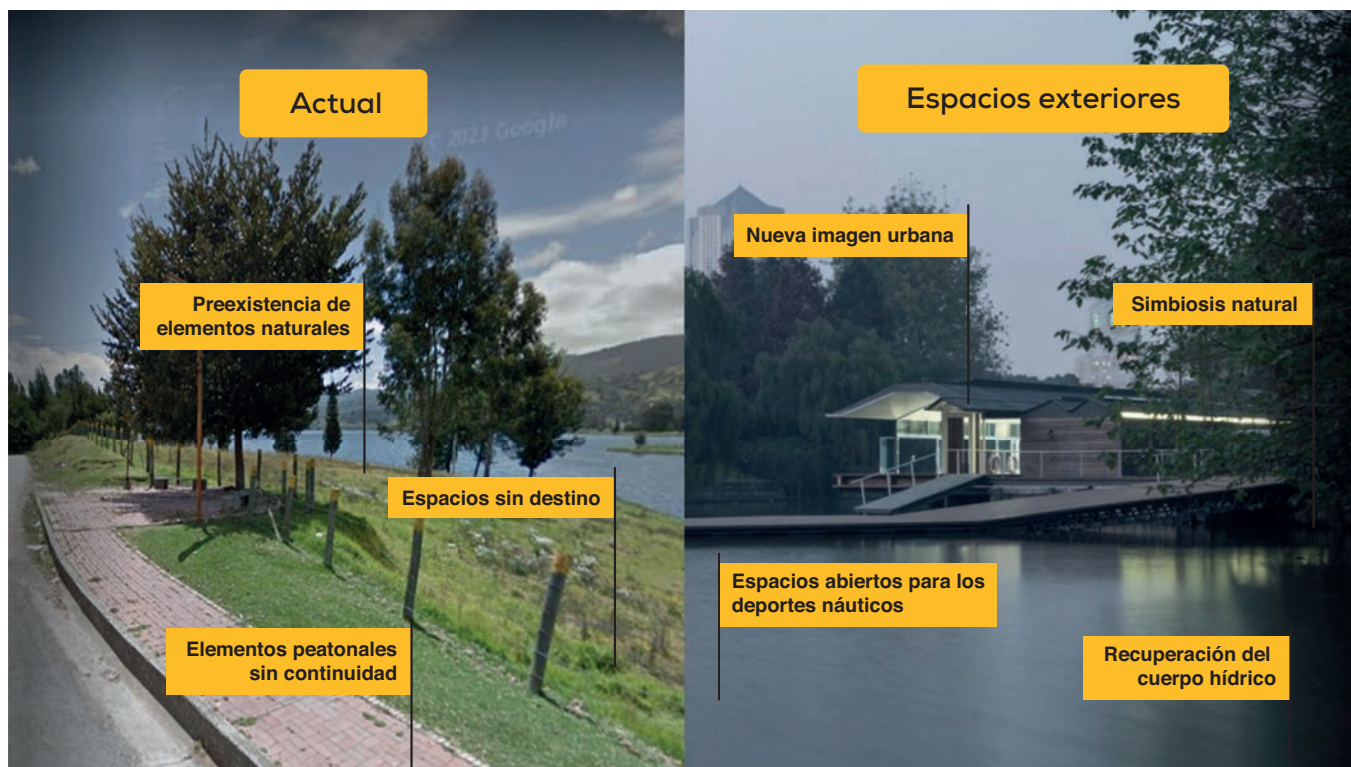 Actual
© 2021 Google
Preexistencia de
elementos naturales
Espacios sin destino
Elementos peatonales
sin continuidad
Espacios exteriores
Nueva imagen urbana
Simbiosis natural
Espacios abiertos para los
deportes náuticos
Recuperación del
cuerpo hídrico